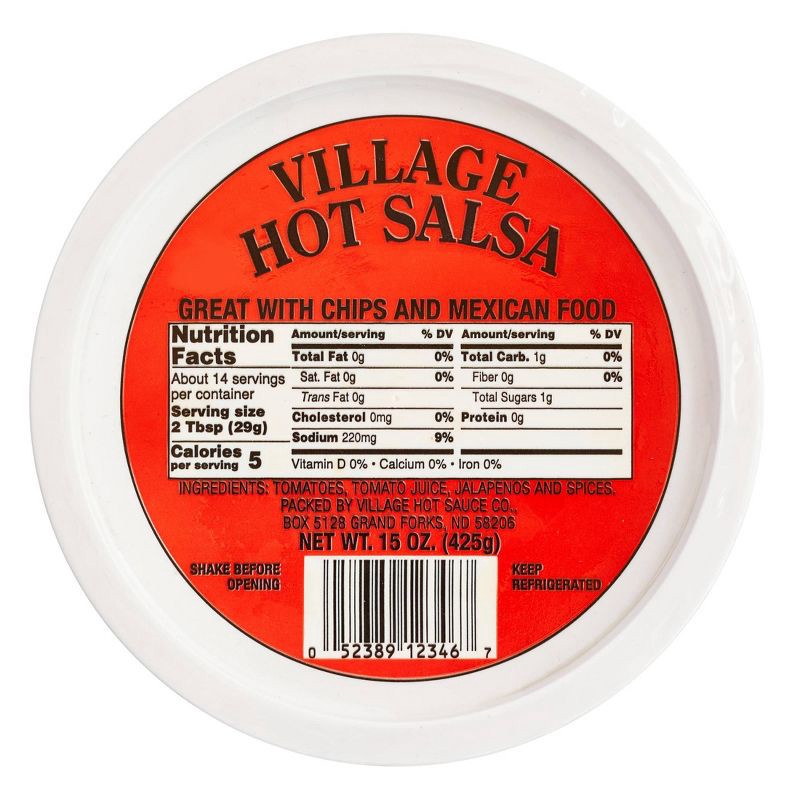 VILLAGE
HOT SALSA
GREAT WITH CHIPS AND MEXICAN FOOD
Nutrition
Facts
About 14 servings
per container
Serving size
2 Tbsp (29g)
Calories 5
per serving
Amount/serving % DV
Total Fat 0g 0%
Sat. Fat 0g 0%
Trans Fat 0g
Cholesterol 0mg 0%
Sodium 220mg 9%
Amount/serving % DV
Total Carb. 1g 0%
Fiber 0g 0%
Total Sugars 1g
Protein 0g
Vitamin D 0% • Calcium 0% • Iron 0%
INGREDIENTS: TOMATOES, TOMATO JUICE, JALAPENOS AND SPICES.
PACKED BY VILLAGE HOT SAUCE CO.,
BOX 5128 GRAND FORKS, ND 58206
NET WT. 15 OZ. (425g)
SHAKE BEFORE
OPENING
KEEP
REFRIGERATED
0 52389 12346 7